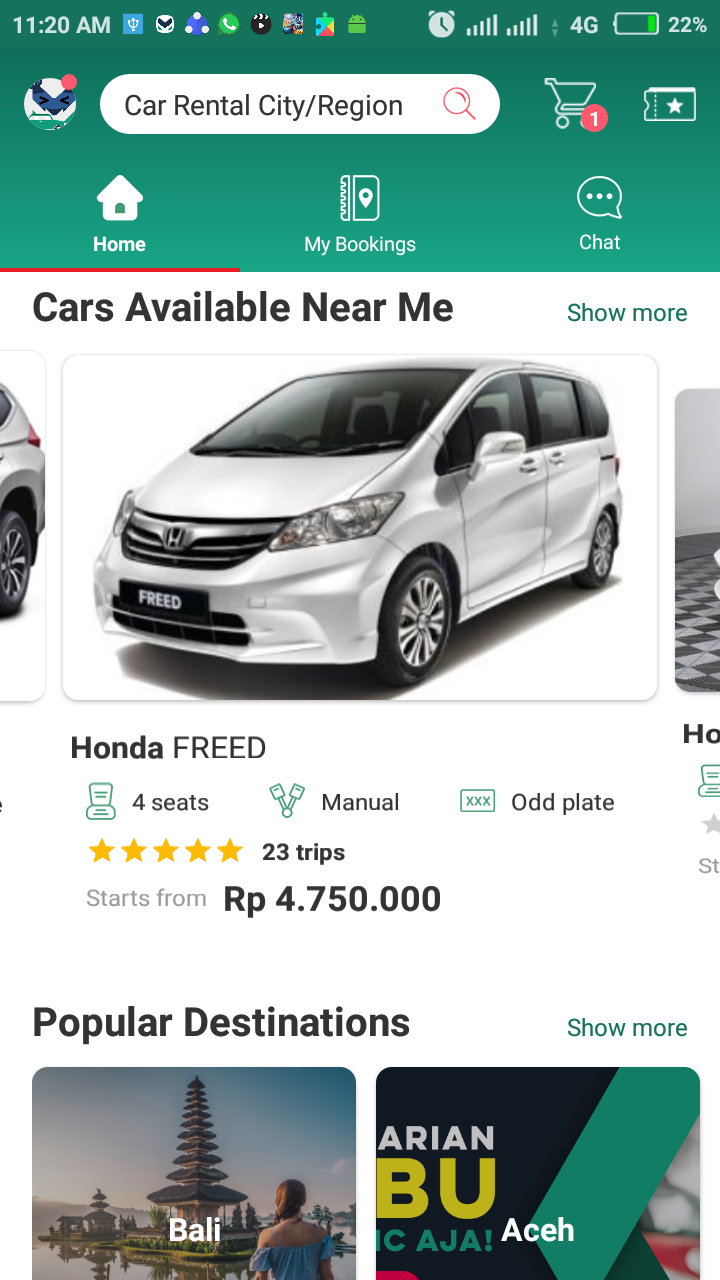 11:20 AM
4G
22%
Car Rental City/Region
1
Home
My Bookings
Chat
Cars Available Near Me
Show more
FREED
Honda FREED
Ho
4 seats
Manual
XXX
Odd plate
e
23 trips
Starts from
Rp 4.750.000
St
Popular Destinations
Show more
Bali
ARIAN
BU
IC AJA!
Aceh